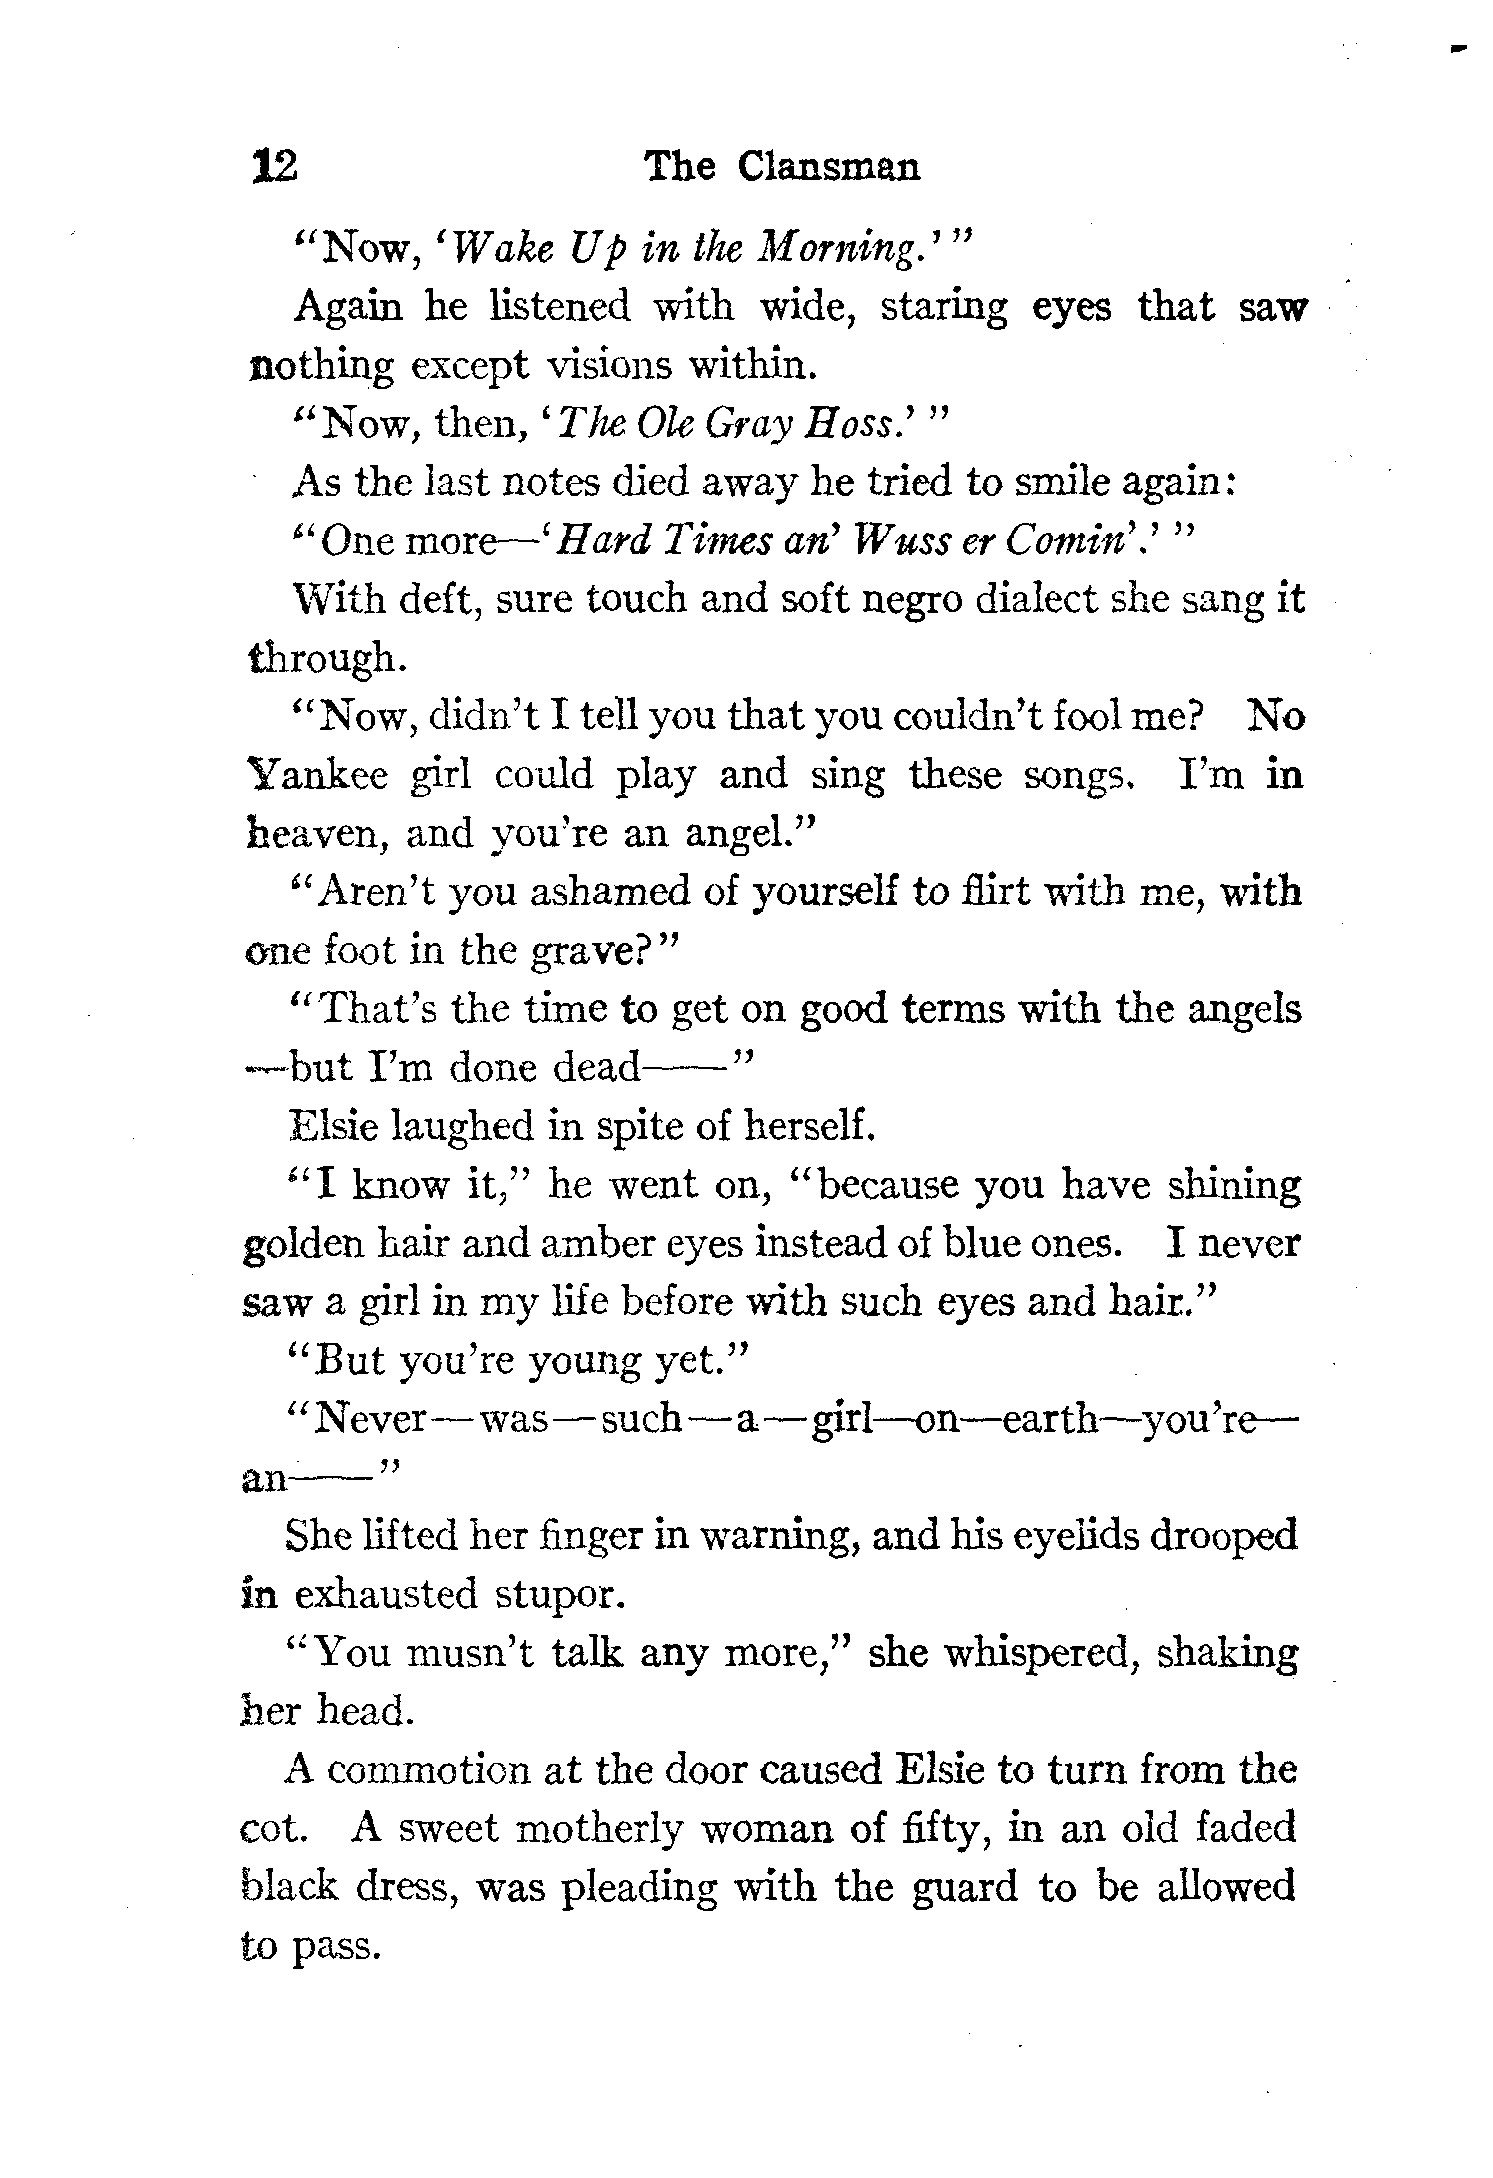 12 The Clansman
“Now, ‘Wake Up in the Morning.’ ”
Again he listened with wide, staring eyes that saw
nothing except visions within.
“Now, then, ‘The Ole Gray Hoss.’ ”
As the last notes died away he tried to smile again:
“One more—‘Hard Times an’ Wuss er Comin’.’ ”
With deft, sure touch and soft negro dialect she sang it
through.
“Now, didn’t I tell you that you couldn’t fool me? No
Yankee girl could play and sing these songs. I’m in
heaven, and you’re an angel.”
“Aren’t you ashamed of yourself to flirt with me, with
one foot in the grave?”
“That’s the time to get on good terms with the angels
—but I’m done dead——”
Elsie laughed in spite of herself.
“I know it,” he went on, “because you have shining
golden hair and amber eyes instead of blue ones. I never
saw a girl in my life before with such eyes and hair.”
“But you’re young yet.”
“Never—was—such—a—girl—on—earth—you’re—
an——”
She lifted her finger in warning, and his eyelids drooped
in exhausted stupor.
“You musn’t talk any more,” she whispered, shaking
her head.
A commotion at the door caused Elsie to turn from the
cot. A sweet motherly woman of fifty, in an old faded
black dress, was pleading with the guard to be allowed
to pass.